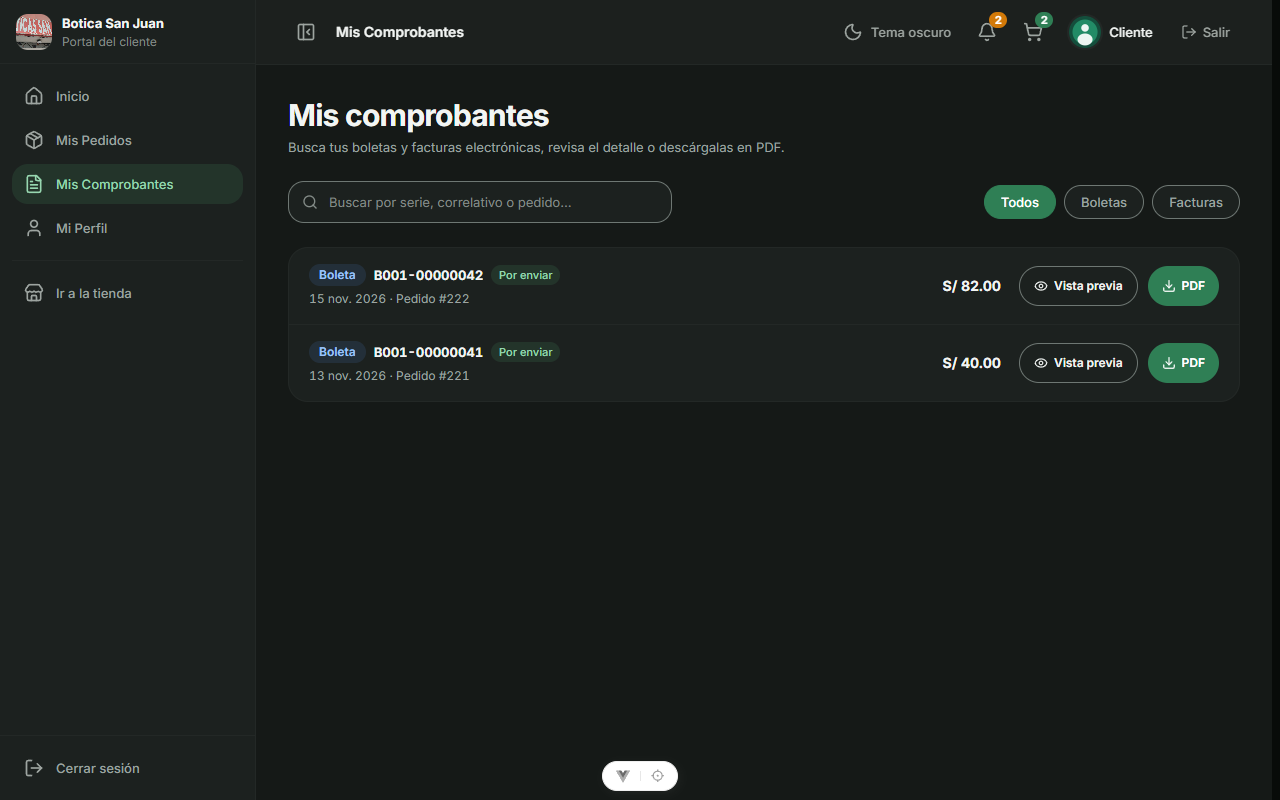 Botica San Juan
Portal del cliente
Inicio
Mis Pedidos
Mis Comprobantes
Mi Perfil
Ir a la tienda
Cerrar sesión
Mis Comprobantes
Tema oscuro
2
2
Cliente
Salir
Mis comprobantes
Busca tus boletas y facturas electrónicas, revisa el detalle o descárgalas en PDF.
Buscar por serie, correlativo o pedido...
Todos
Boletas
Facturas
Boleta B001-00000042 Por enviar
15 nov. 2026 · Pedido #222
S/ 82.00
Vista previa
PDF
Boleta B001-00000041 Por enviar
13 nov. 2026 · Pedido #221
S/ 40.00
Vista previa
PDF